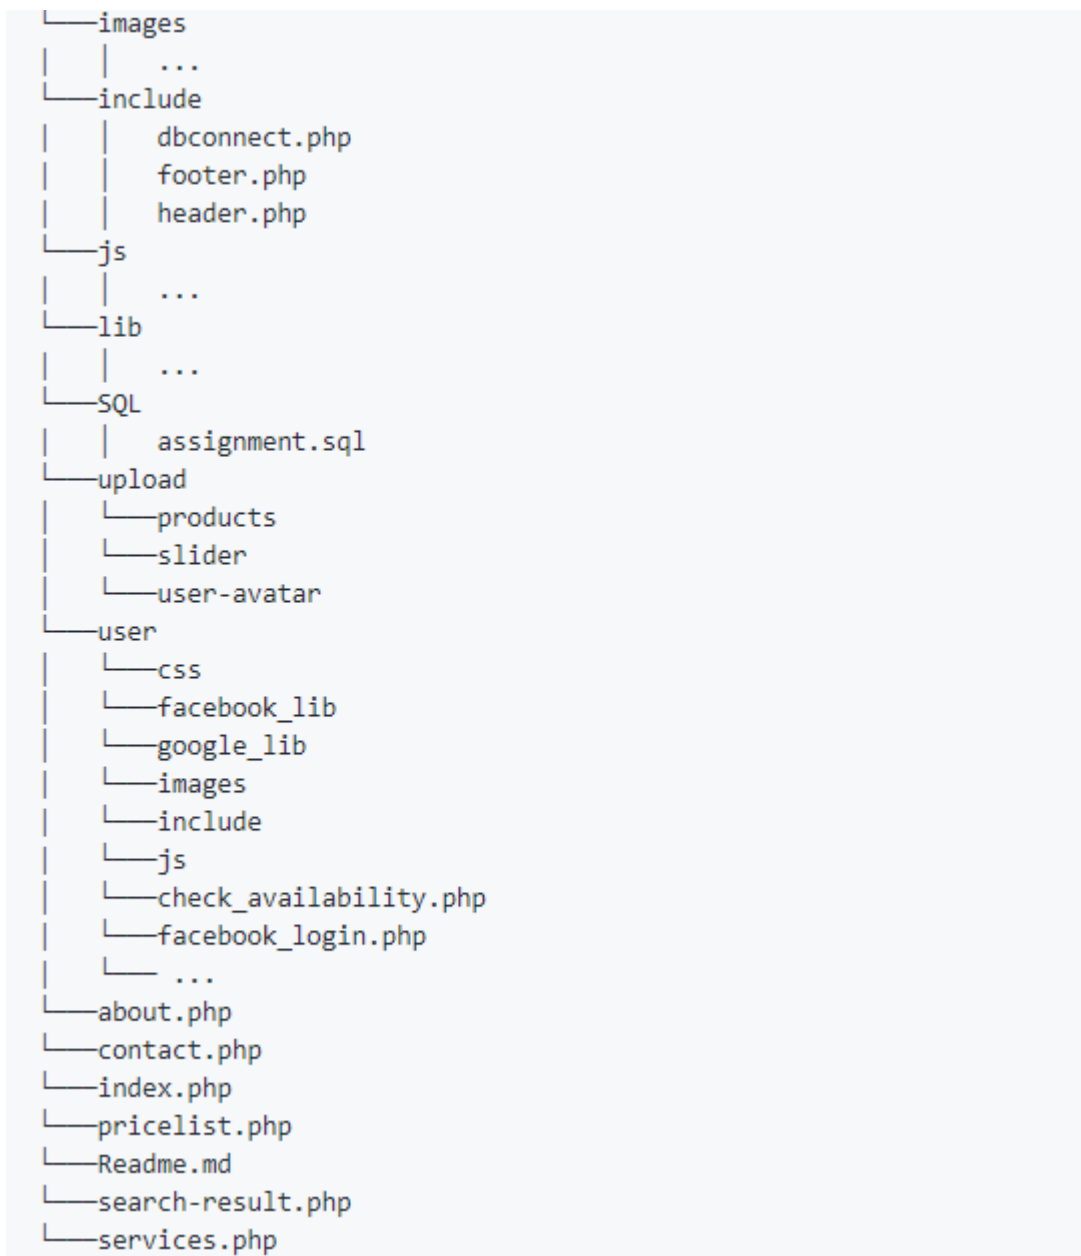 └───images
│   │   ...
└───include
│   │   dbconnect.php
│   │   footer.php
│   │   header.php
└───js
│   │   ...
└───lib
│   │   ...
└───SQL
│   │   assignment.sql
└───upload
│   └───products
│   └───slider
│   └───user-avatar
└───user
│   └───css
│   └───facebook_lib
│   └───google_lib
│   └───images
│   └───include
│   └───js
│   └───check_availability.php
│   └───facebook_login.php
│   └─── ...
└───about.php
└───contact.php
└───index.php
└───pricelist.php
└───Readme.md
└───search-result.php
└───services.php